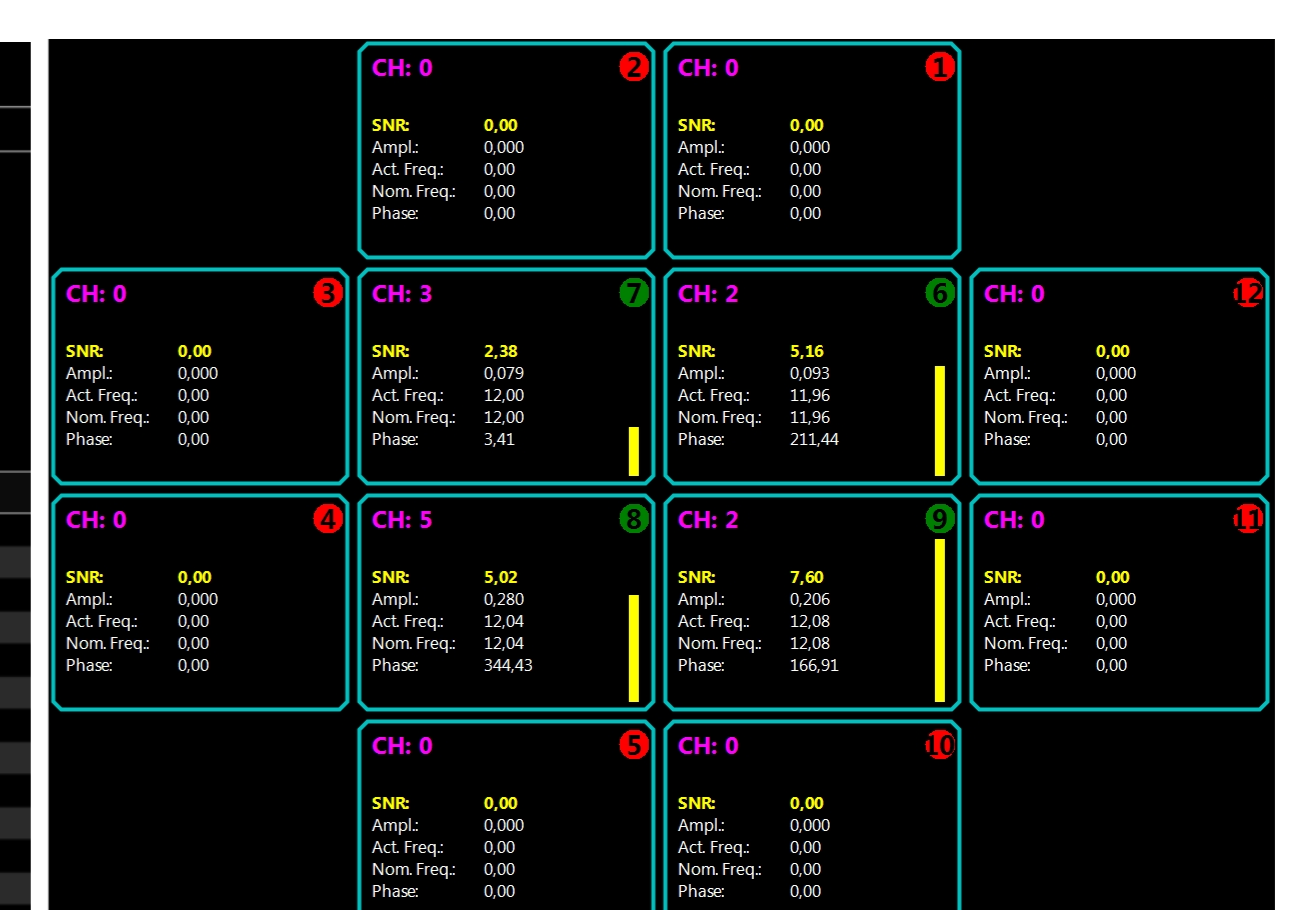 CH: 0 2
SNR: 0,00
Ampl.: 0,000
Act. Freq.: 0,00
Nom. Freq.: 0,00
Phase: 0,00
CH: 0 1
SNR: 0,00
Ampl.: 0,000
Act. Freq.: 0,00
Nom. Freq.: 0,00
Phase: 0,00
CH: 0 3
SNR: 0,00
Ampl.: 0,000
Act. Freq.: 0,00
Nom. Freq.: 0,00
Phase: 0,00
CH: 3 7
SNR: 2,38
Ampl.: 0,079
Act. Freq.: 12,00
Nom. Freq.: 12,00
Phase: 3,41
CH: 2 6
SNR: 5,16
Ampl.: 0,093
Act. Freq.: 11,96
Nom. Freq.: 11,96
Phase: 211,44
CH: 0 12
SNR: 0,00
Ampl.: 0,000
Act. Freq.: 0,00
Nom. Freq.: 0,00
Phase: 0,00
CH: 0 4
SNR: 0,00
Ampl.: 0,000
Act. Freq.: 0,00
Nom. Freq.: 0,00
Phase: 0,00
CH: 5 8
SNR: 5,02
Ampl.: 0,280
Act. Freq.: 12,04
Nom. Freq.: 12,04
Phase: 344,43
CH: 2 9
SNR: 7,60
Ampl.: 0,206
Act. Freq.: 12,08
Nom. Freq.: 12,08
Phase: 166,91
CH: 0 11
SNR: 0,00
Ampl.: 0,000
Act. Freq.: 0,00
Nom. Freq.: 0,00
Phase: 0,00
CH: 0 5
SNR: 0,00
Ampl.: 0,000
Act. Freq.: 0,00
Nom. Freq.: 0,00
Phase: 0,00
CH: 0 10
SNR: 0,00
Ampl.: 0,000
Act. Freq.: 0,00
Nom. Freq.: 0,00
Phase: 0,00